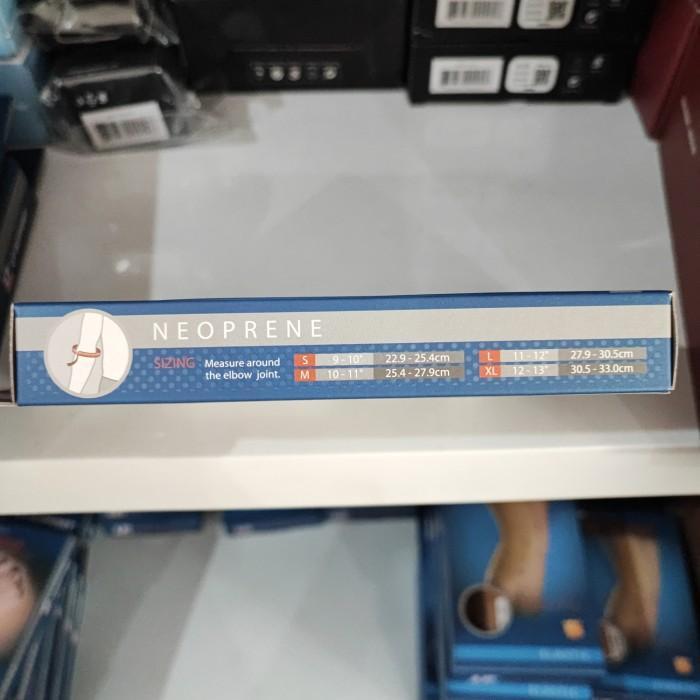 NEOPRENE
SIZING Measure around
the elbow joint.
S 9 - 10" 22.9 - 25.4cm
M 10 - 11" 25.4 - 27.9cm
L 11 - 12" 27.9 - 30.5cm
XL 12 - 13" 30.5 - 33.0cm